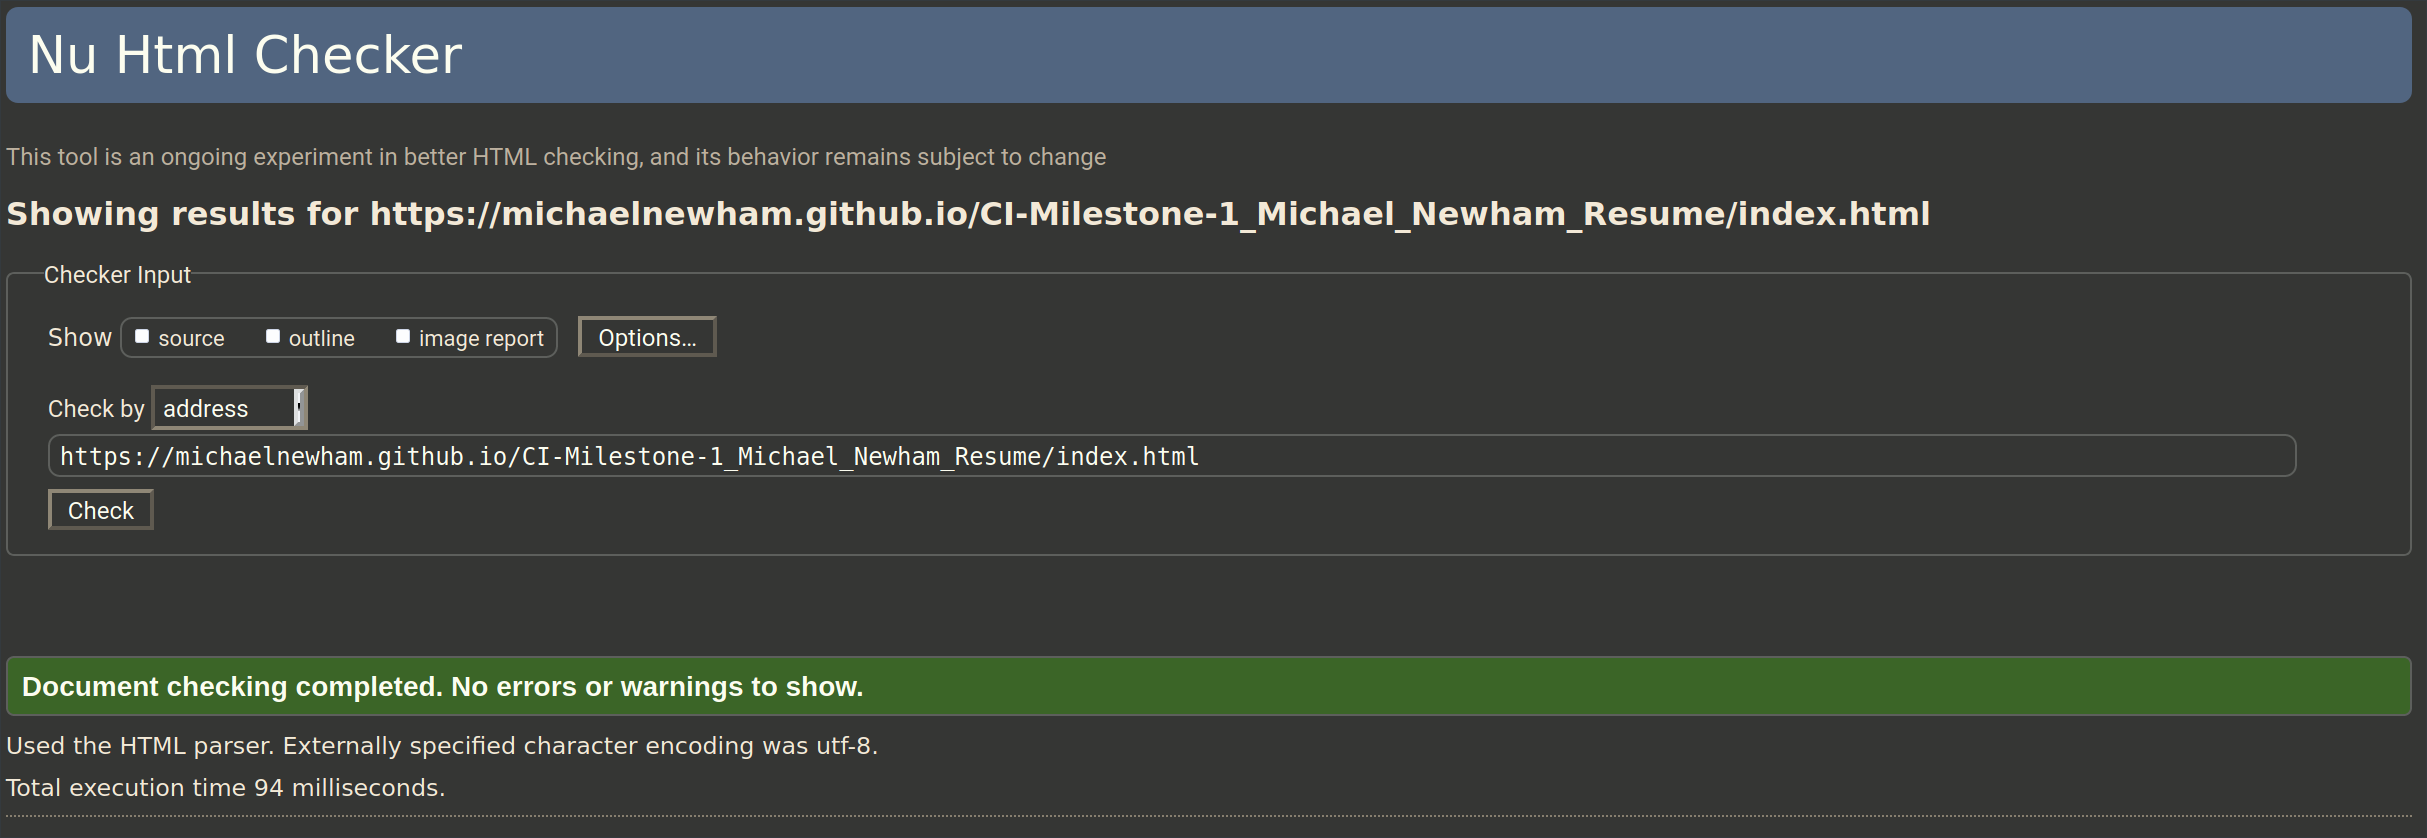 Nu Html Checker
This tool is an ongoing experiment in better HTML checking, and its behavior remains subject to change
Showing results for https://michaelnewham.github.io/CI-Milestone-1_Michael_Newham_Resume/index.html
Checker Input
Show source outline image report Options...
Check by address
https://michaelnewham.github.io/CI-Milestone-1_Michael_Newham_Resume/index.html
Check
Document checking completed. No errors or warnings to show.
Used the HTML parser. Externally specified character encoding was utf-8.
Total execution time 94 milliseconds.